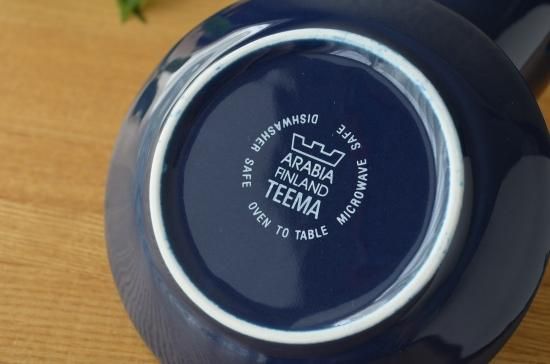 ARABIA
FINLAND
TEEMA
DISHWASHER SAFE OVEN TO TABLE MICROWAVE SAFE